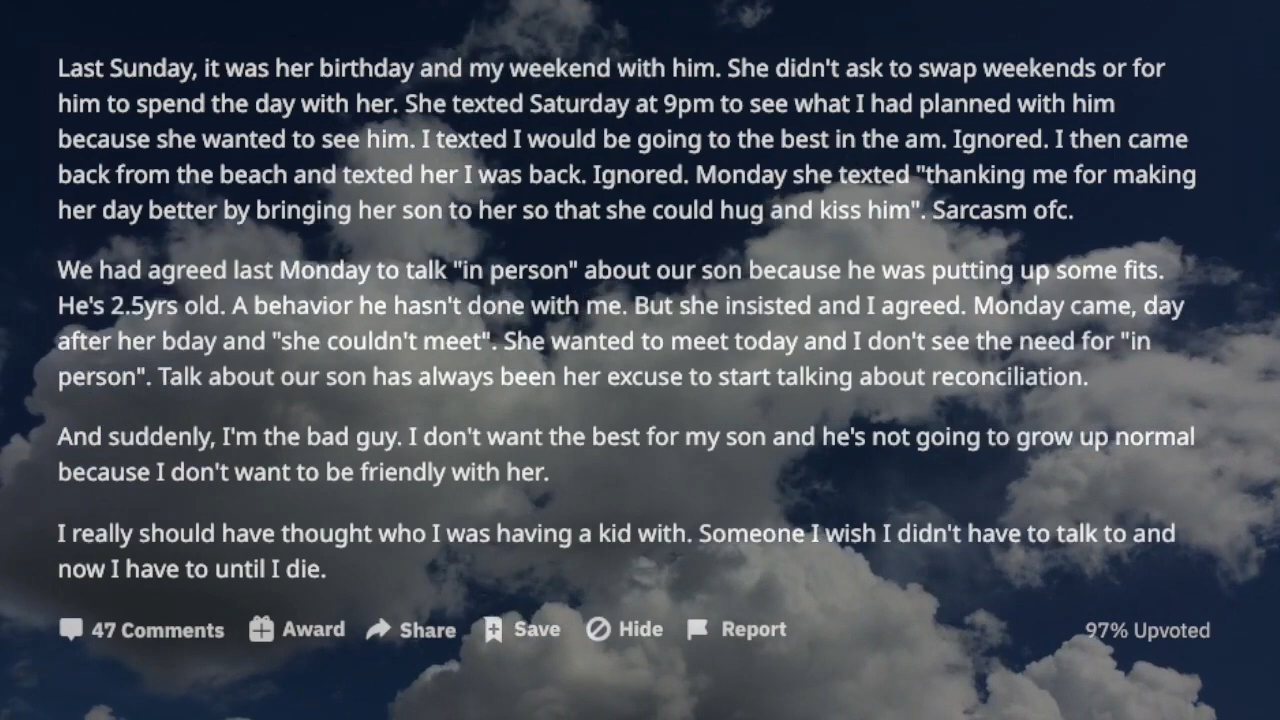 Last Sunday, it was her birthday and my weekend with him. She didn't ask to swap weekends or for
him to spend the day with her. She texted Saturday at 9pm to see what I had planned with him
because she wanted to see him. I texted I would be going to the best in the am. Ignored. I then came
back from the beach and texted her I was back. Ignored. Monday she texted "thanking me for making
her day better by bringing her son to her so that she could hug and kiss him". Sarcasm ofc.
We had agreed last Monday to talk "in person" about our son because he was putting up some fits.
He's 2.5yrs old. A behavior he hasn't done with me. But she insisted and I agreed. Monday came, day
after her bday and "she couldn't meet". She wanted to meet today and I don't see the need for "in
person". Talk about our son has always been her excuse to start talking about reconciliation.
And suddenly, I'm the bad guy. I don't want the best for my son and he's not going to grow up normal
because I don't want to be friendly with her.
I really should have thought who I was having a kid with. Someone I wish I didn't have to talk to and
now I have to until I die.
47 Comments Award Share Save Hide Report 97% Upvoted